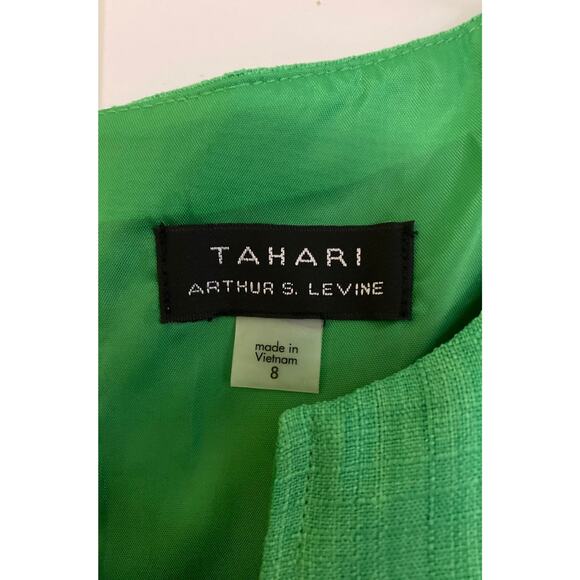 TAHARI
ARTHUR S. LEVINE
made in
Vietnam
8